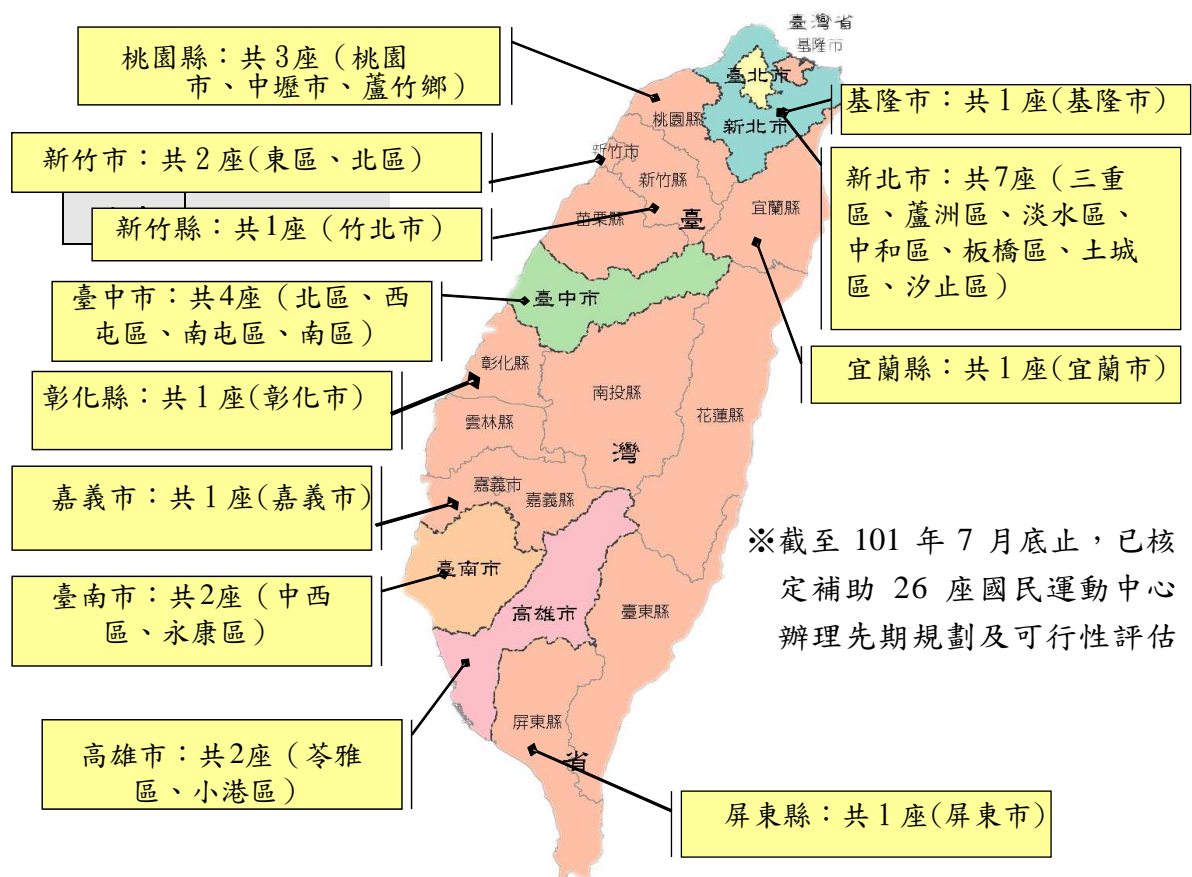 臺灣省
基隆市
臺北市
桃園縣
新北市
新竹市
新竹縣
苗栗縣
臺
宜蘭縣
臺中市
彰化縣
南投縣
花蓮縣
雲林縣
灣
嘉義市
嘉義縣
臺南市
高雄市
臺東縣
屏東縣
省
桃園縣：共3座（桃園
市、中壢市、蘆竹鄉）
新竹市：共2座(東區、北區)
新竹縣：共1座（竹北市）
臺中市：共4座（北區、西
屯區、南屯區、南區）
彰化縣：共1座(彰化市)
嘉義市：共1座(嘉義市)
臺南市：共2座（中西
區、永康區）
高雄市：共2座（苓雅
區、小港區）
基隆市：共1座(基隆市)
新北市：共7座（三重
區、蘆洲區、淡水區、
中和區、板橋區、土城
區、汐止區）
宜蘭縣：共1座(宜蘭市)
屏東縣：共1座(屏東市)
※截至 101 年 7 月底止，已核
定補助 26 座國民運動中心
辦理先期規劃及可行性評估